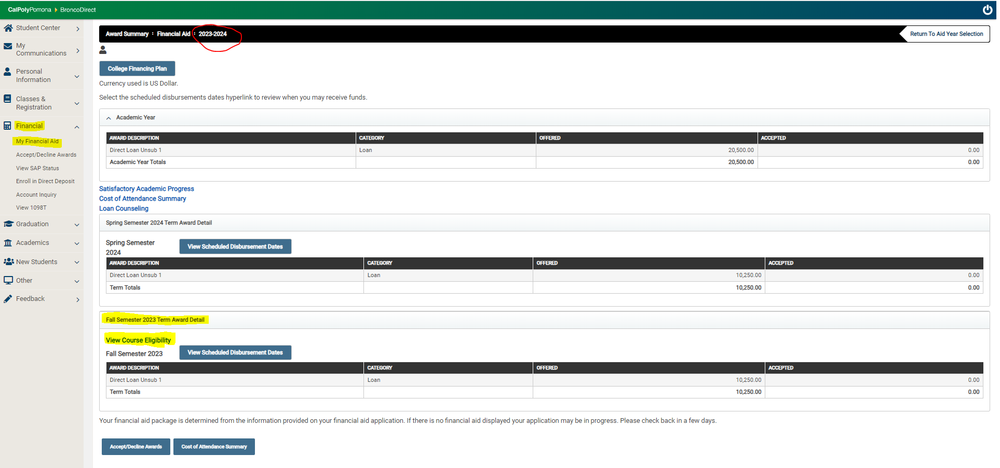 CalPolyPomona BroncoDirect
Student Center
My
Communications
Personal
Information
Classes &
Registration
Financial
My Financial Aid
Accept/Decline Awards
View SAP Status
Enroll in Direct Deposit
Account Inquiry
View 1098T
Graduation
Academics
New Students
Other
Feedback
Award Summary : Financial Aid : 2023-2024
Return To Aid Year Selection
College Financing Plan
Currency used is US Dollar.
Select the scheduled disbursements dates hyperlink to review when you may receive funds.
Academic Year
AWARD DESCRIPTION CATEGORY OFFERED ACCEPTED
Direct Loan Unsub 1 Loan 20,500.00 0.00
Academic Year Totals 20,500.00 0.00
Satisfactory Academic Progress
Cost of Attendance Summary
Loan Counseling
Spring Semester 2024 Term Award Detail
Spring Semester
2024
View Scheduled Disbursement Dates
AWARD DESCRIPTION CATEGORY OFFERED ACCEPTED
Direct Loan Unsub 1 Loan 10,250.00 0.00
Term Totals 10,250.00 0.00
Fall Semester 2023 Term Award Detail
View Course Eligibility
Fall Semester 2023 View Scheduled Disbursement Dates
AWARD DESCRIPTION CATEGORY OFFERED ACCEPTED
Direct Loan Unsub 1 Loan 10,250.00 0.00
Term Totals 10,250.00 0.00
Your financial aid package is determined from the information provided on your financial aid application. If there is no financial aid displayed your application may be in progress. Please check back in a few days.
Accept/Decline Awards Cost of Attendance Summary